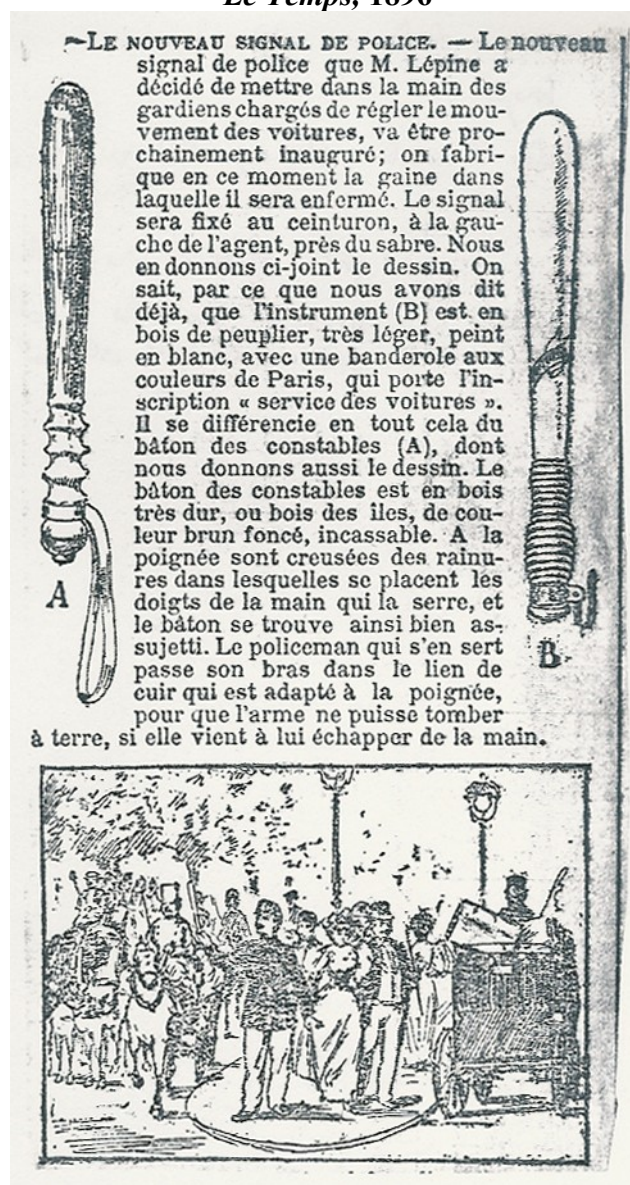 Le Temps, 1896
~LE NOUVEAU SIGNAL DE POLICE. — Le nouveau
signal de police que M. Lépine a
décidé de mettre dans la main des
gardiens chargés de régler le mou-
vement des voitures, va être pro-
chainement inauguré; on fabri-
que en ce moment la gaine dans
laquelle il sera enfermé. Le signal
sera fixé au ceinturon, à la gau-
che de l'agent, près du sabre. Nous
en donnons ci-joint le dessin. On
sait, par ce que nous avons dit
déjà, que l'instrument (B) est en
bois de peuplier, très léger, peint
en blanc, avec une banderole aux
couleurs de Paris, qui porte l'in-
scription « service des voitures ».
Il se différencie en tout cela du
bâton des constables (A), dont
nous donnons aussi le dessin. Le
bâton des constables est en bois
très dur, ou bois des îles, de cou-
leur brun foncé, incassable. A la
poignée sont creusées des rainu-
res dans lesquelles se placent les
doigts de la main qui la serre, et
le bâton se trouve ainsi bien as-
sujetti. Le policeman qui s'en sert
passe son bras dans le lien de
cuir qui est adapté à la poignée,
pour que l'arme ne puisse tomber
à terre, si elle vient à lui échapper de la main.
A
B